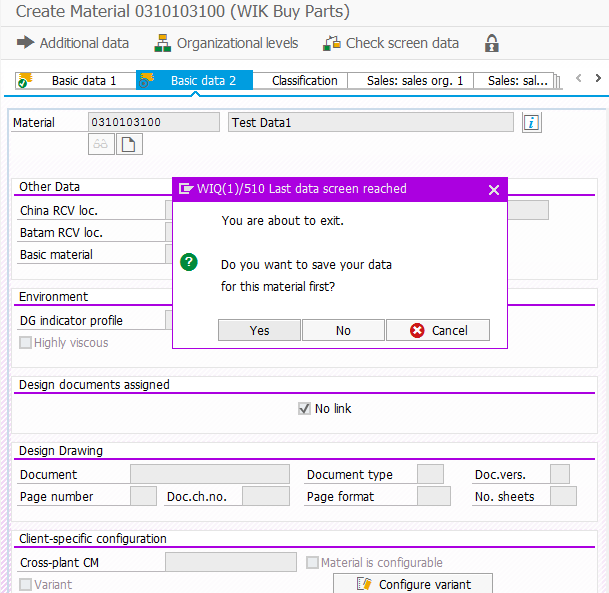 Create Material 0310103100 (WIK Buy Parts)
Additional data Organizational levels Check screen data
Basic data 1 Basic data 2 Classification Sales: sales org. 1 Sales: sal...
Material 0310103100 Test Data1
Other Data
WIQ(1)/510 Last data screen reached
China RCV loc.
You are about to exit.
Batam RCV loc.
Basic material
Do you want to save your data
for this material first?
Environment
DG indicator profile
Yes No Cancel
Highly viscous
Design documents assigned
No link
Design Drawing
Document Document type Doc.vers.
Page number Doc.ch.no. Page format No. sheets
Client-specific configuration
Cross-plant CM Material is configurable
Variant Configure variant